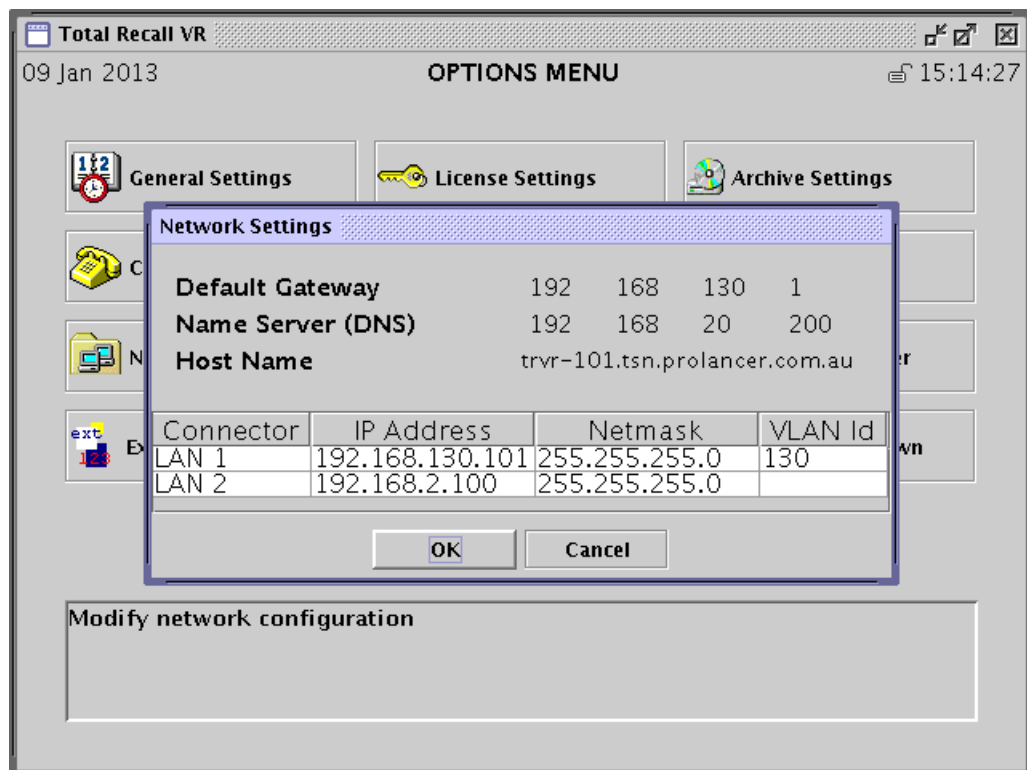 Total Recall VR
09 Jan 2013 OPTIONS MENU 15:14:27
General Settings License Settings Archive Settings
Network Settings
Default Gateway 192 168 130 1
Name Server (DNS) 192 168 20 200
Host Name trvr-101.tsn.prolancer.com.au
Connector IP Address Netmask VLAN Id
LAN 1 192.168.130.101 255.255.255.0 130
LAN 2 192.168.2.100 255.255.255.0
ext
123
OK Cancel
Modify network configuration